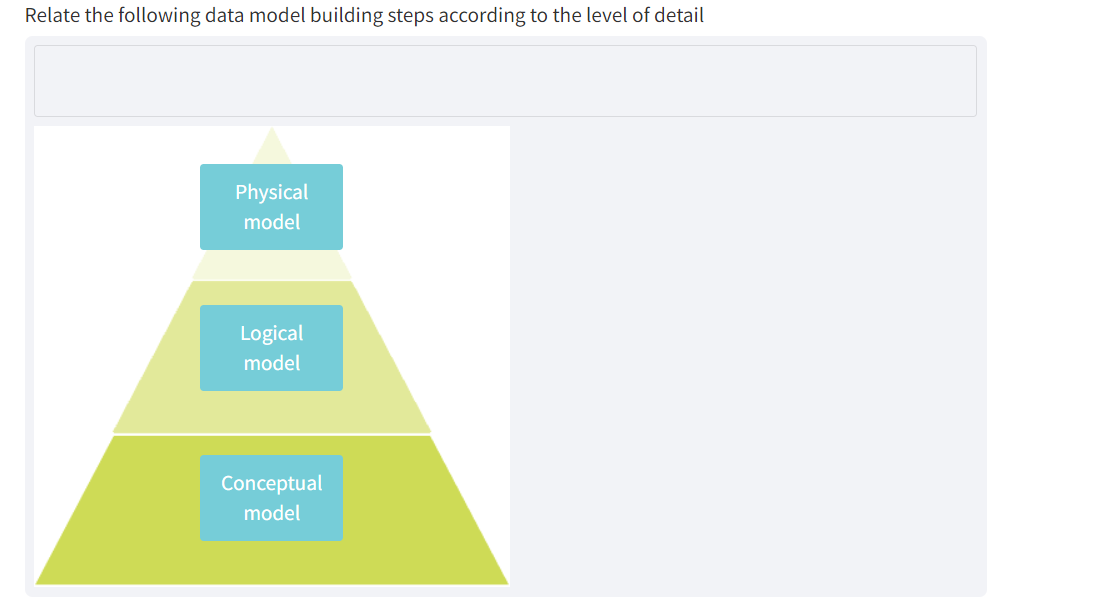 Relate the following data model building steps according to the level of detail
Physical
model
Logical
model
Conceptual
model